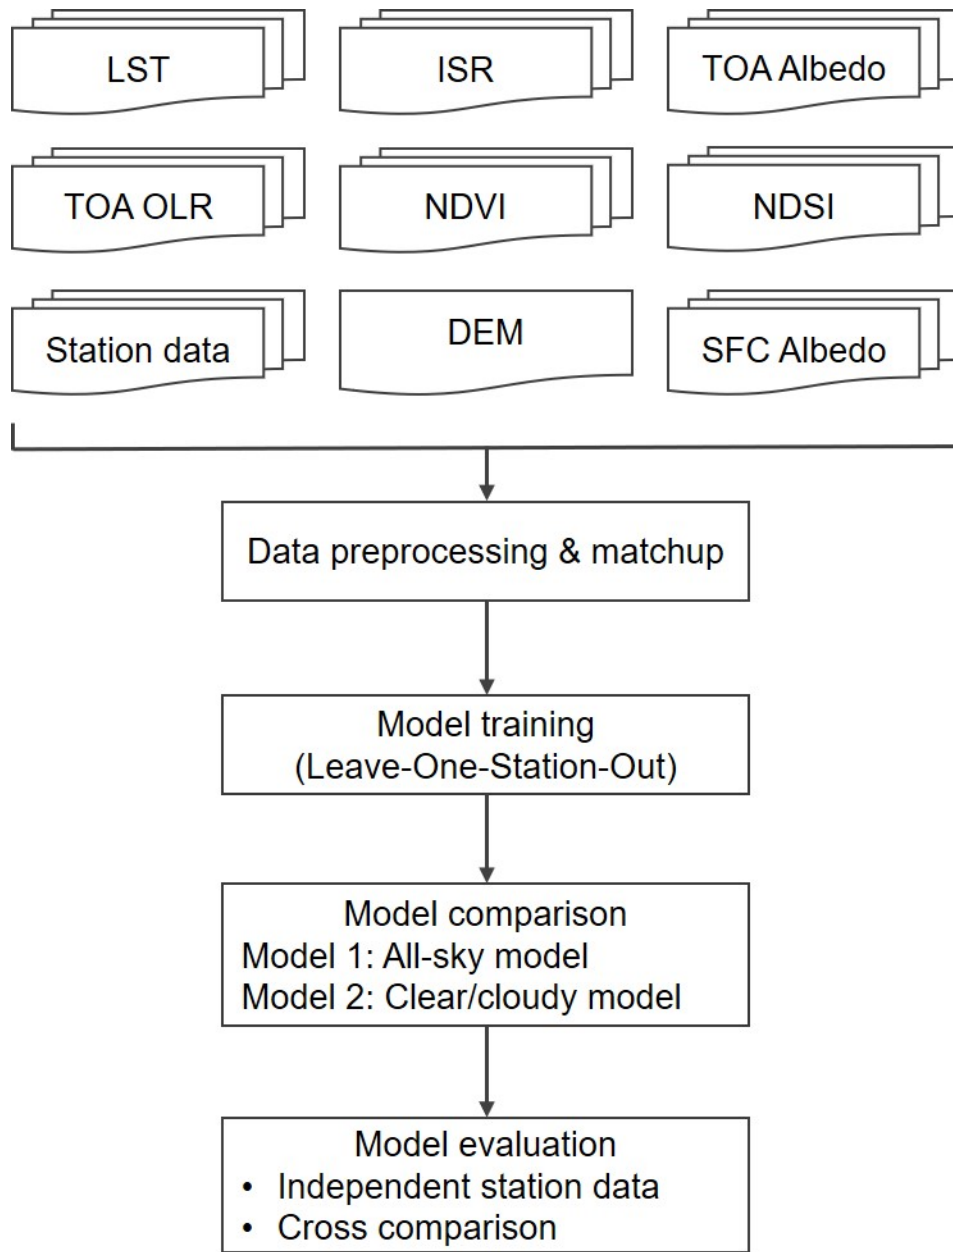 LST
ISR
TOA Albedo
TOA OLR
NDVI
NDSI
Station data
DEM
SFC Albedo
Data preprocessing & matchup
Model training
(Leave-One-Station-Out)
Model comparison
Model 1: All-sky model
Model 2: Clear/cloudy model
Model evaluation
• Independent station data
• Cross comparison